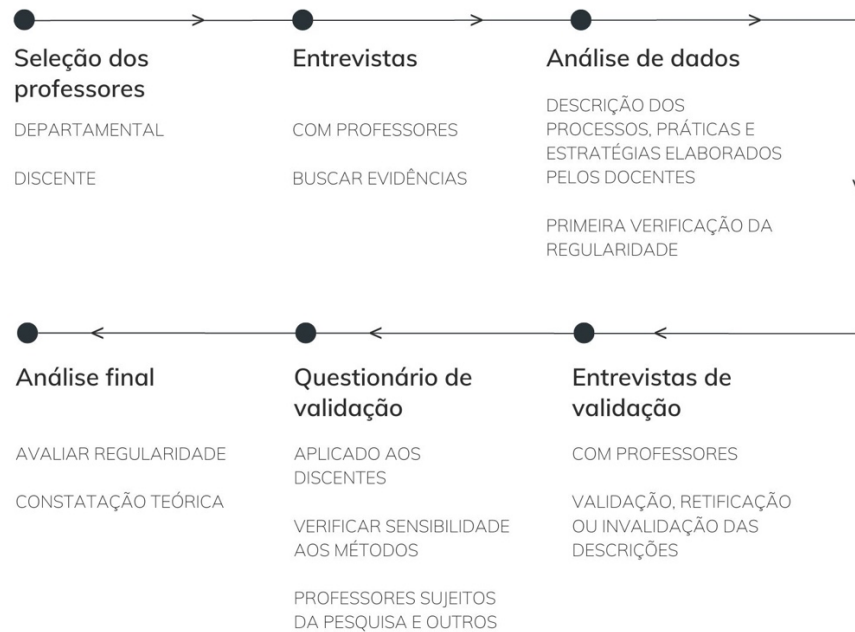 Seleção dos
professores
DEPARTAMENTAL
DISCENTE
Entrevistas
COM PROFESSORES
BUSCAR EVIDÊNCIAS
Análise de dados
DESCRIÇÃO DOS
PROCESSOS, PRÁTICAS E
ESTRATÉGIAS ELABORADOS
PELOS DOCENTES
PRIMEIRA VERIFICAÇÃO DA
REGULARIDADE
Análise final
AVALIAR REGULARIDADE
CONSTATAÇÃO TEÓRICA
Questionário de
validação
APLICADO AOS
DISCENTES
VERIFICAR SENSIBILIDADE
AOS MÉTODOS
PROFESSORES SUJEITOS
DA PESQUISA E OUTROS
Entrevistas de
validação
COM PROFESSORES
VALIDAÇÃO, RETIFICAÇÃO
OU INVALIDAÇÃO DAS
DESCRIÇÕES